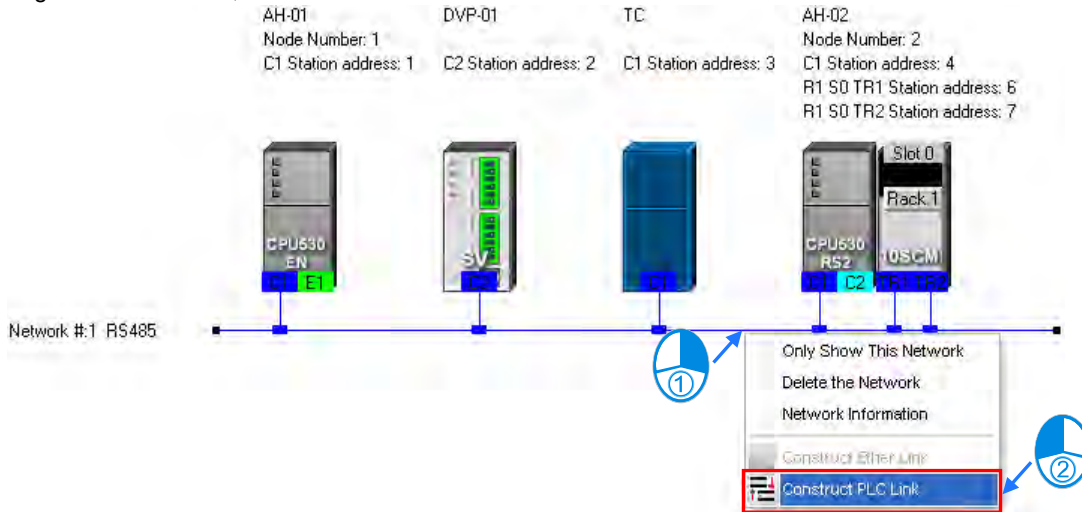 AH-01 DVP-01 TC AH-02
Node Number: 1 Node Number: 2
C1 Station address: 1 C2 Station address: 2 C1 Station address: 3 C1 Station address: 4
R1 S0 TR1 Station address: 6
R1 S0 TR2 Station address: 7
Slot 0
Rack 1
CPU530 EN SV CPU530 RS2 10SCM
C1 E1 C2 C1 C1 C2 TR1 TR2
Network #:1 RS485
Only Show This Network
① Delete the Network
Network Information
Construct Ether Link
② Construct PLC Link